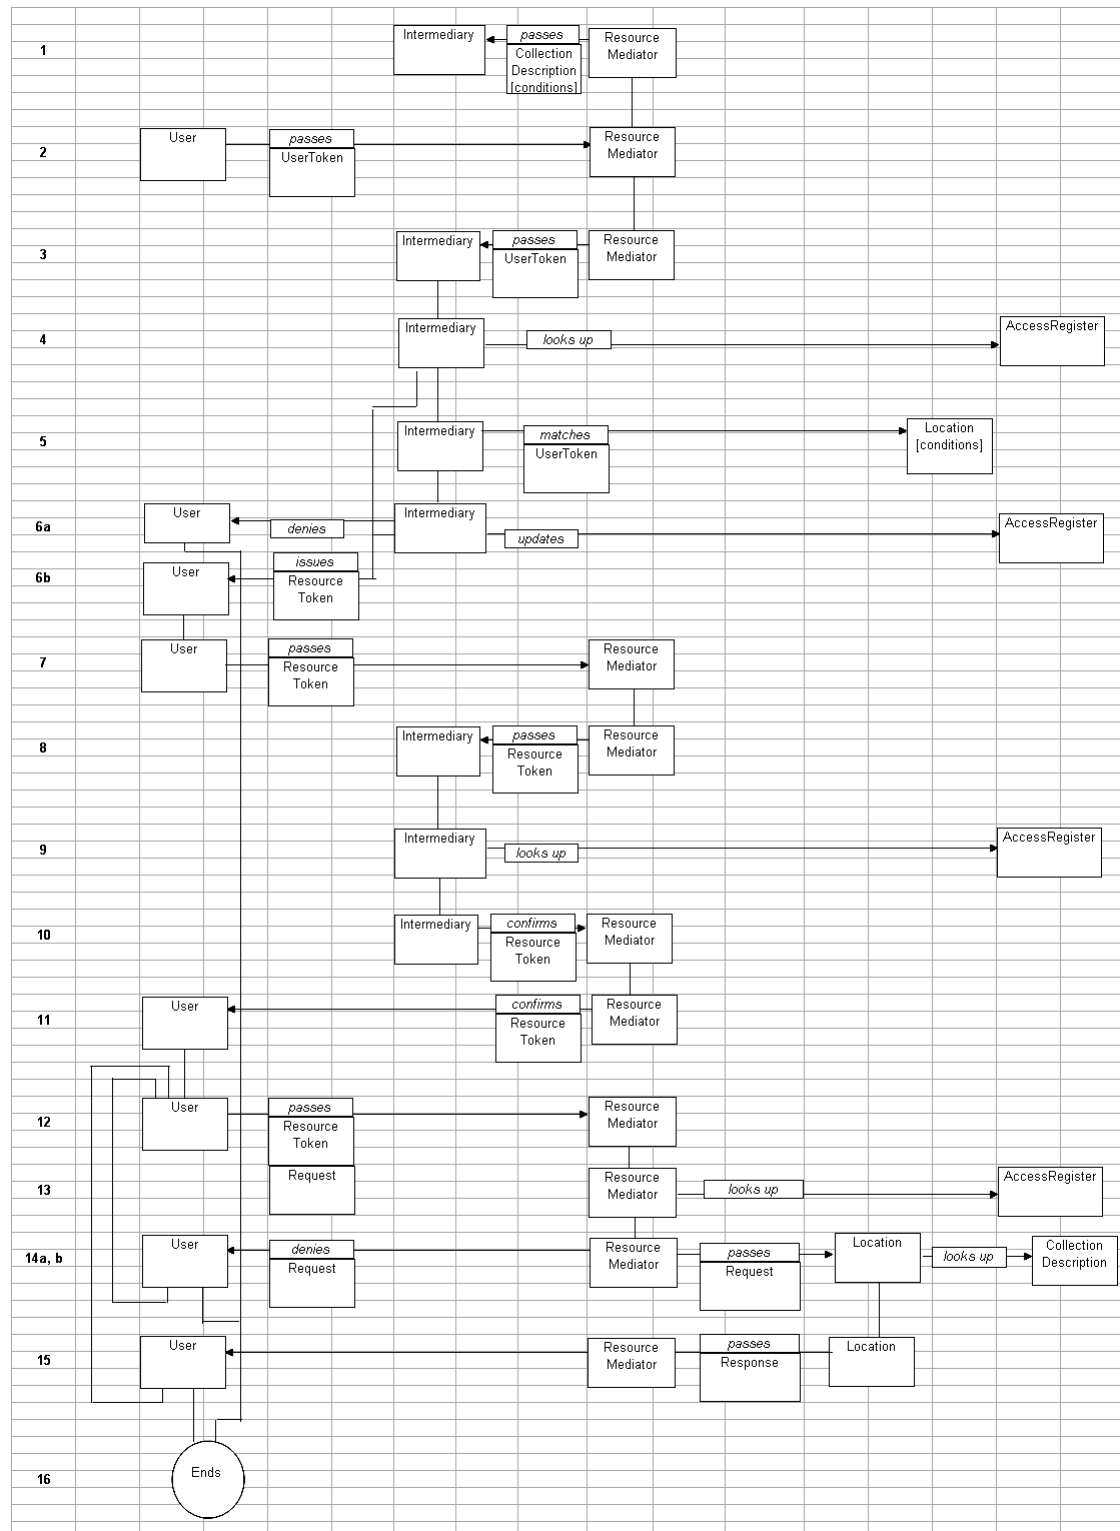 1
Intermediary
passes
Collection
Description
[conditions]
Resource
Mediator
2
User
passes
UserToken
Resource
Mediator
3
Intermediary
passes
UserToken
Resource
Mediator
4
Intermediary
looks up
AccessRegister
5
Intermediary
matches
UserToken
Location
[conditions]
6a
User
denies
Intermediary
updates
AccessRegister
6b
User
issues
Resource
Token
7
User
passes
Resource
Token
Resource
Mediator
8
Intermediary
passes
Resource
Token
Resource
Mediator
9
Intermediary
looks up
AccessRegister
10
Intermediary
confirms
Resource
Token
Resource
Mediator
11
User
confirms
Resource
Token
Resource
Mediator
12
User
passes
Resource
Token
Request
Resource
Mediator
13
Resource
Mediator
looks up
AccessRegister
14a, b
User
denies
Request
Resource
Mediator
passes
Request
Location
looks up
Collection
Description
15
User
Resource
Mediator
passes
Response
Location
16
Ends